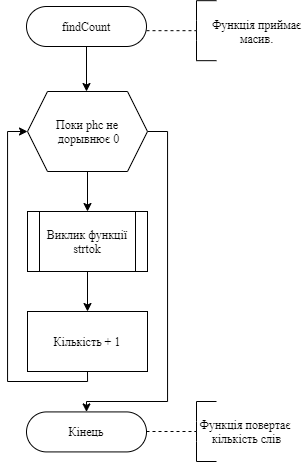 findCount
Функція приймає
масив.
Поки phc не
дорывнює 0
Виклик функції
strtok
Кількість + 1
Кінець
Функція повертає
кількість слів